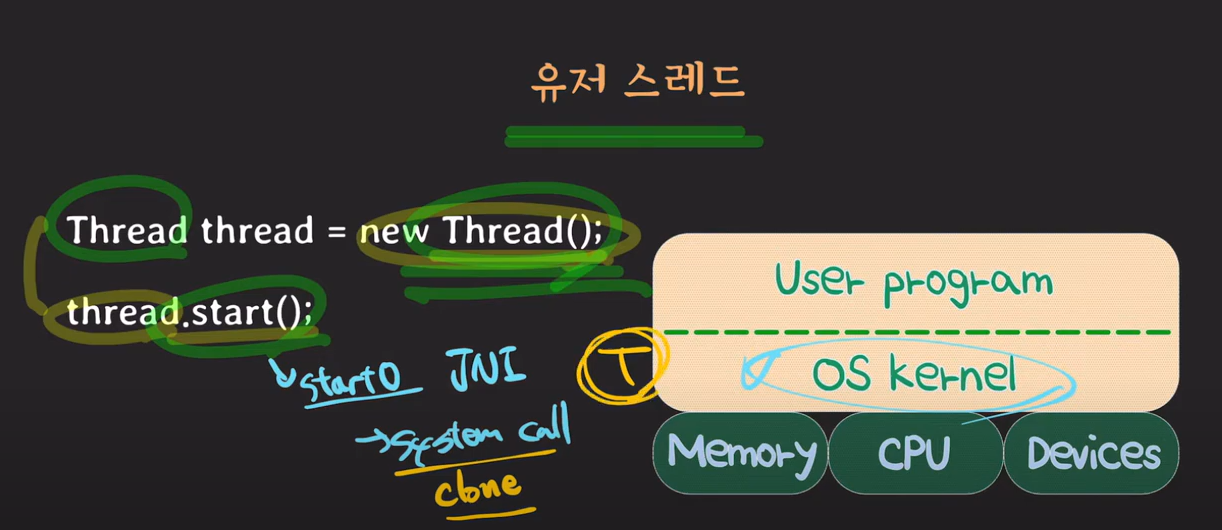 유저 스레드
Thread thread = new Thread();
thread.start();
start0 JNI
→ system call
clone
T
User program
OS kernel
Memory
CPU
Devices